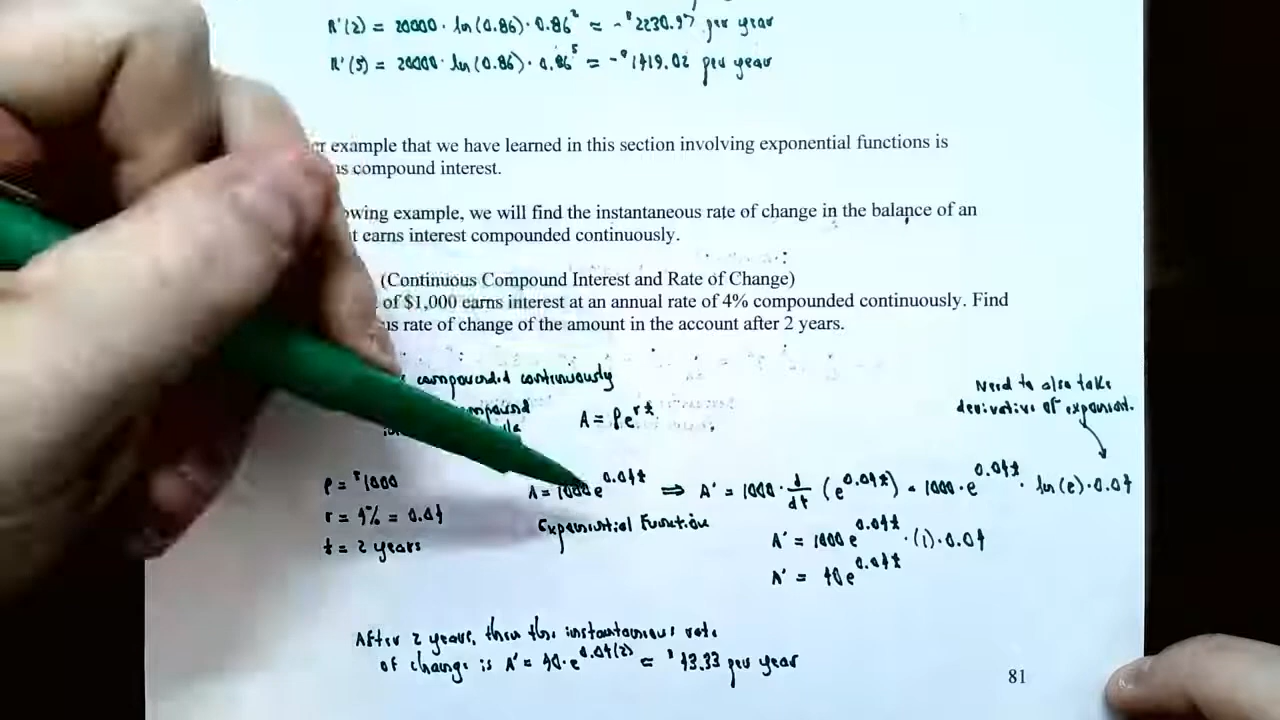 R'(2) = 20000 · ln(0.86) · 0.86² ≈ -$2230.97 per year
R'(5) = 20000 · ln(0.86) · 0.86⁵ ≈ -$1419.02 per year
example that we have learned in this section involving exponential functions is
compound interest.
example, we will find the instantaneous rate of change in the balance of an
earns interest compounded continuously.
(Continuous Compound Interest and Rate of Change)
of $1,000 earns interest at an annual rate of 4% compounded continuously. Find
rate of change of the amount in the account after 2 years.
compounded continuously
Need to also take
derivative of exponent.
A = Pe^{rt}
P = $1000
r = 4% = 0.04
t = 2 years
A = 1000e^{0.04t} ⇒ A' = 1000 · d/dt (e^{0.04t}) = 1000 · e^{0.04t} · ln(e) · 0.04
Exponential Function
A' = 1000e^{0.04t} · (1) · 0.04
A' = 40e^{0.04t}
After 2 years, then the instantaneous rate
of change is A' = 40 · e^{0.04(2)} ≈ $43.33 per year
81